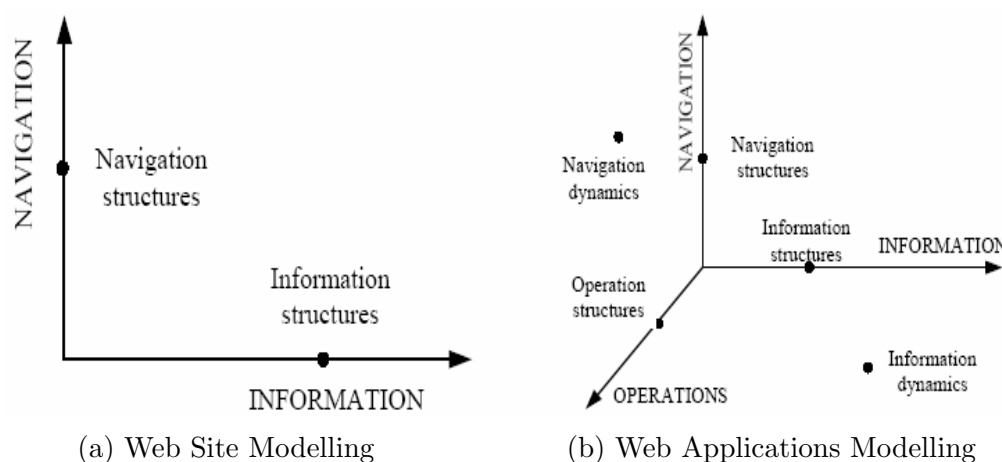 NAVIGATION
Navigation
structures
Information
structures
INFORMATION
(a) Web Site Modelling
NAVIGATION
Navigation
dynamics
Navigation
structures
Information
structures
INFORMATION
Operation
structures
Information
dynamics
OPERATIONS
(b) Web Applications Modelling